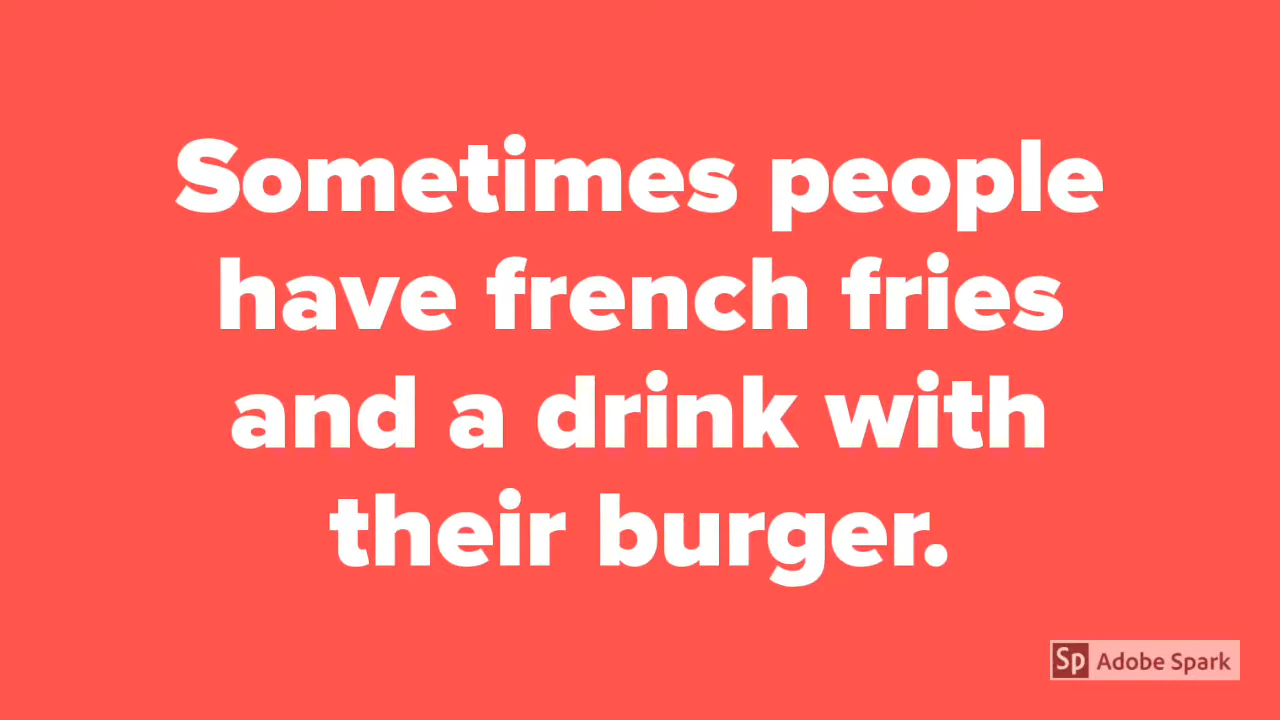 Sometimes people
have french fries
and a drink with
their burger.
Sp Adobe Spark